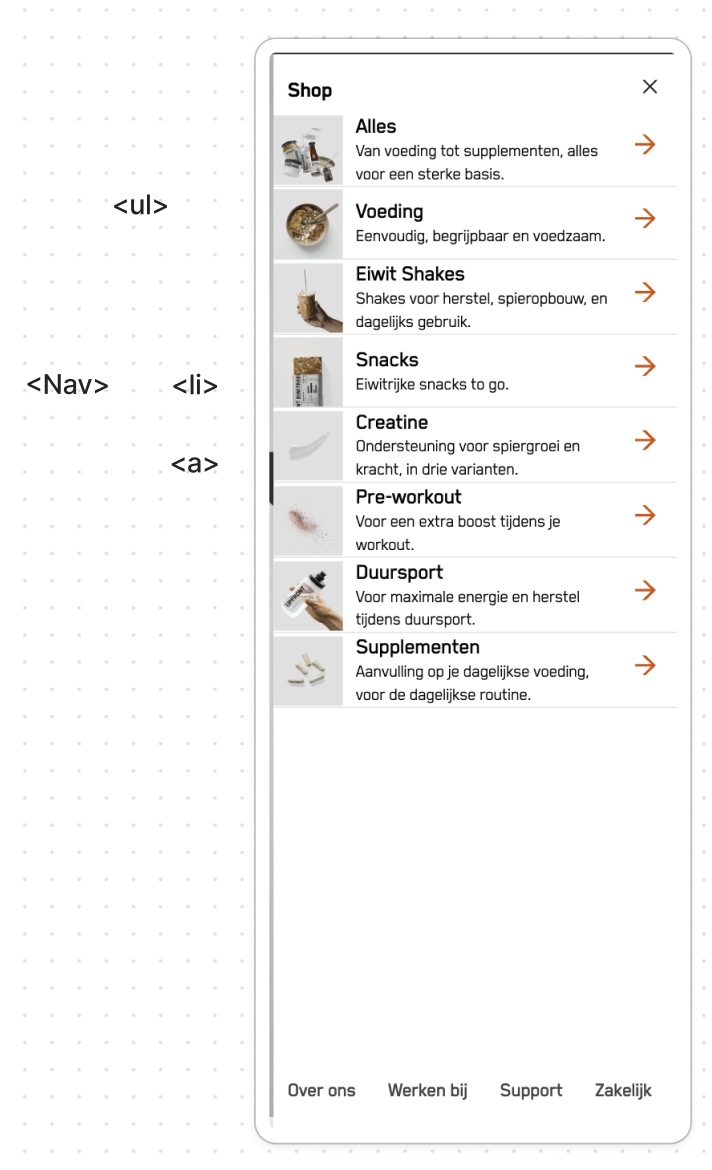 Shop
Alles
Van voeding tot supplementen, alles
voor een sterke basis.
<ul>
Voeding
Eenvoudig, begrijpbaar en voedzaam.
Eiwit Shakes
Shakes voor herstel, spieropbouw, en
dagelijks gebruik.
<Nav>
<li>
Snacks
Eiwitrijke snacks to go.
<a>
Creatine
Ondersteuning voor spiergroei en
kracht, in drie varianten.
Pre-workout
Voor een extra boost tijdens je
workout.
UPFRONT
Duursport
Voor maximale energie en herstel
tijdens duursport.
Supplementen
Aanvulling op je dagelijkse voeding,
voor de dagelijkse routine.
Over ons
Werken bij
Support
Zakelijk